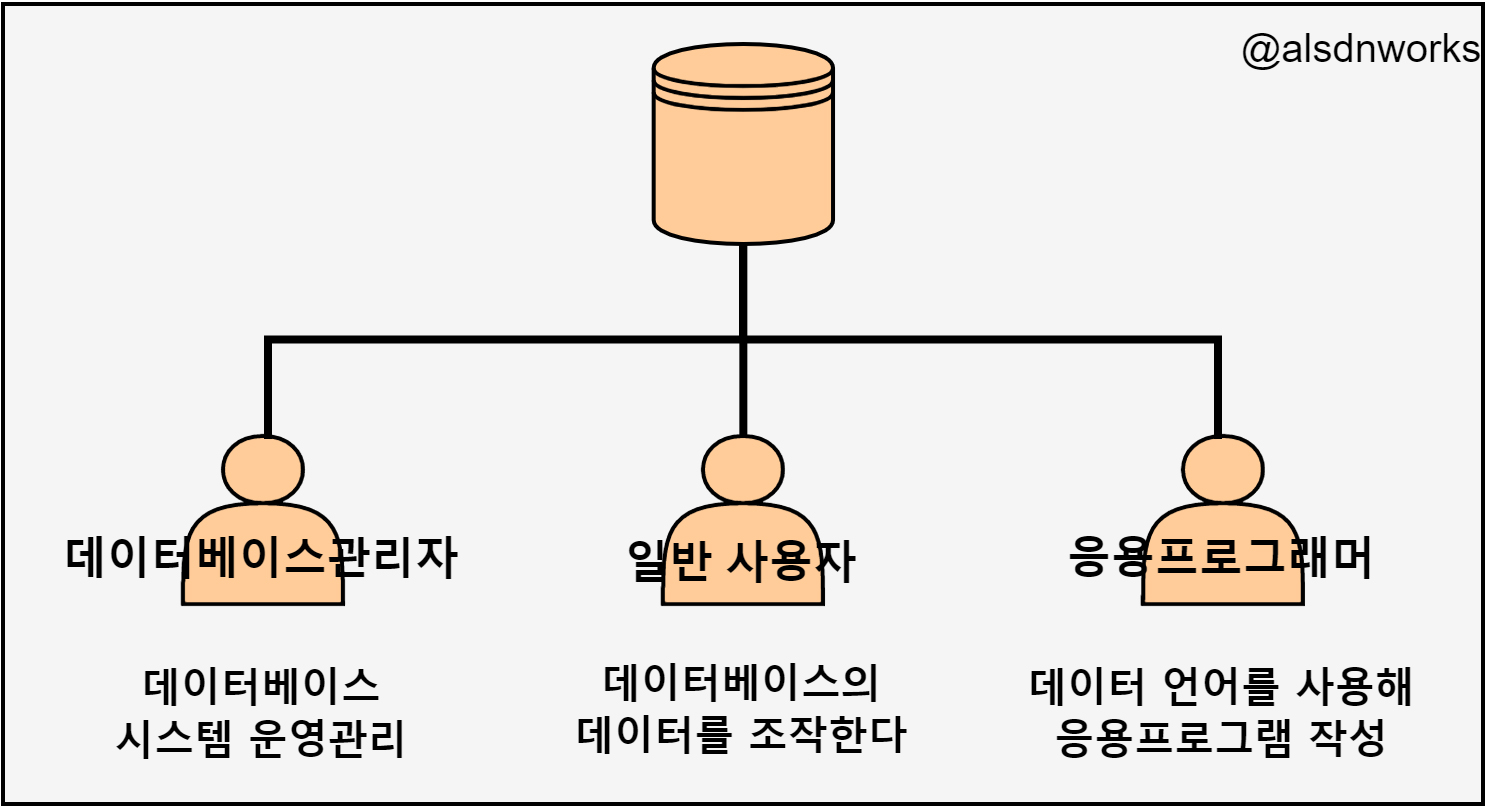 @alsdnworks
데이터베이스관리자
일반 사용자
응용프로그래머
데이터베이스
시스템 운영관리
데이터베이스의
데이터를 조작한다
데이터 언어를 사용해
응용프로그램 작성